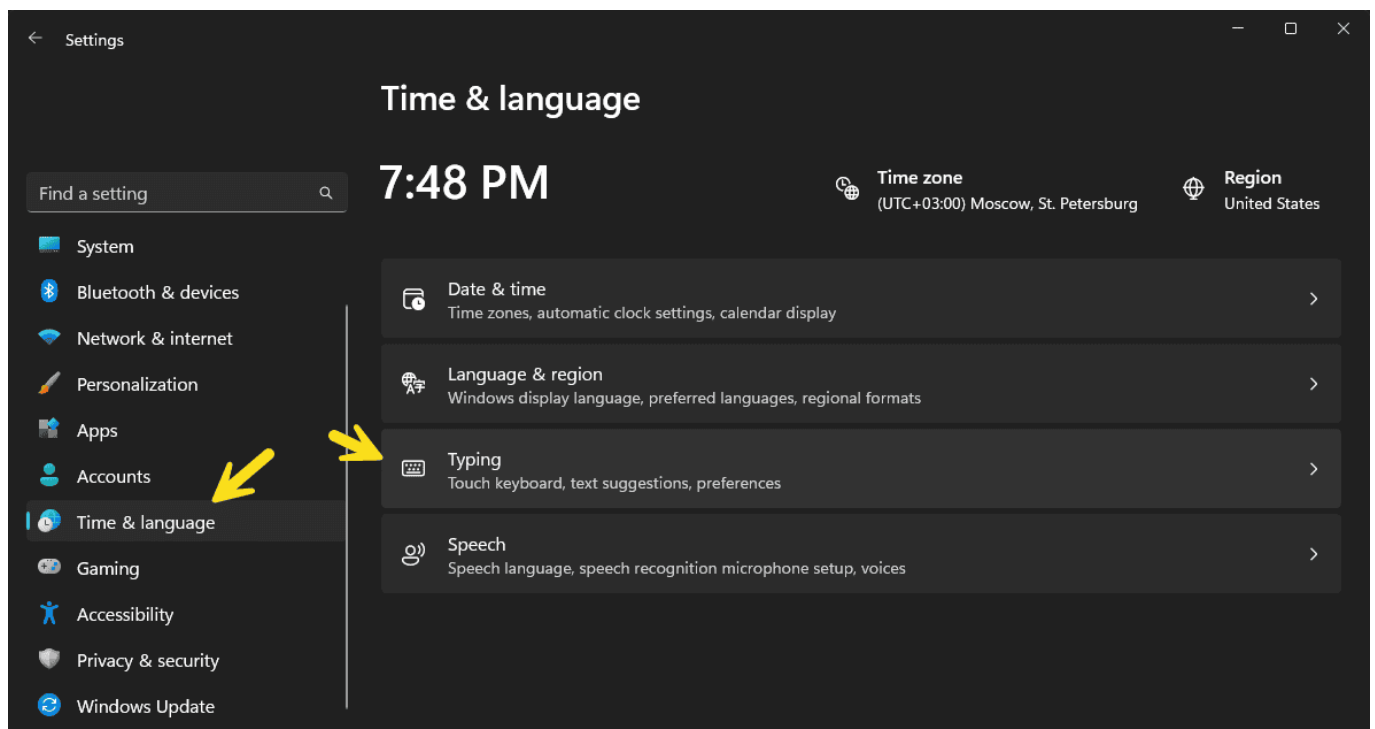 Settings
Time & language
7:48 PM
Time zone
(UTC+03:00) Moscow, St. Petersburg
Region
United States
Find a setting
System
Bluetooth & devices
Network & internet
Personalization
Apps
Accounts
Time & language
Gaming
Accessibility
Privacy & security
Windows Update
Date & time
Time zones, automatic clock settings, calendar display
Language & region
Windows display language, preferred languages, regional formats
Typing
Touch keyboard, text suggestions, preferences
Speech
Speech language, speech recognition microphone setup, voices